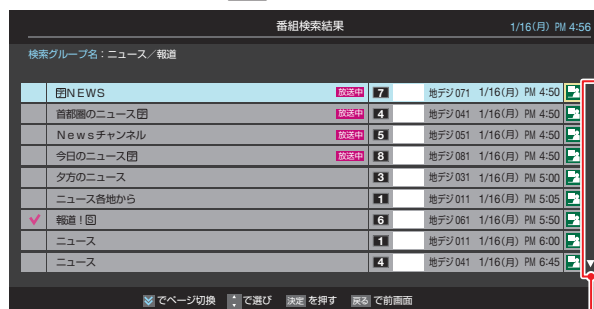 番組検索結果 1/16(月) PM 4:56
検索グループ名:ニュース/報道
字NEWS 放送中 7 地デジ071 1/16(月) PM 4:50
首都圏のニュース字 放送中 4 地デジ041 1/16(月) PM 4:50
Newsチャンネル 放送中 5 地デジ051 1/16(月) PM 4:50
今日のニュース字 放送中 8 地デジ081 1/16(月) PM 4:50
夕方のニュース 3 地デジ031 1/16(月) PM 5:00
ニュース各地から 1 地デジ011 1/16(月) PM 5:05
報道!S 6 地デジ061 1/16(月) PM 5:50
ニュース 1 地デジ011 1/16(月) PM 6:00
ニュース 4 地デジ041 1/16(月) PM 6:45
でページ切換 で選び 決定 を押す 戻る で前画面